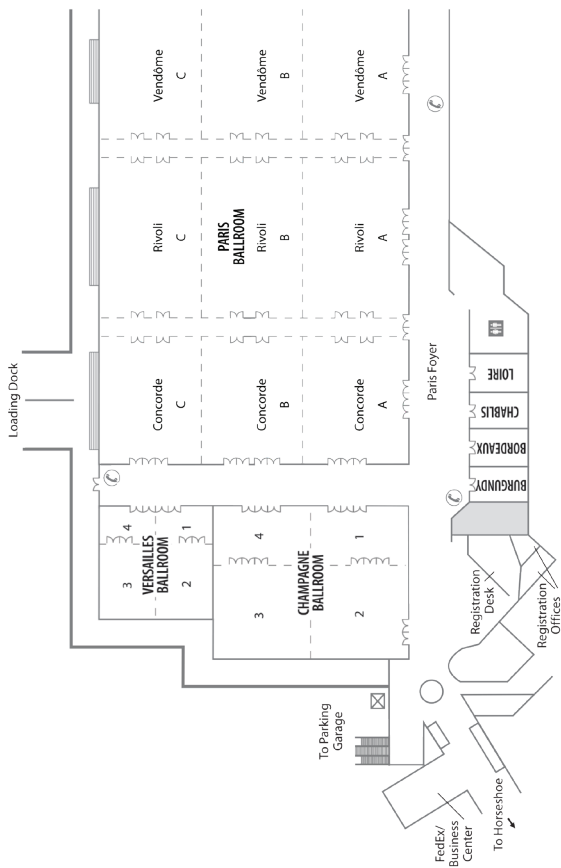 Loading Dock
Vendôme
C
Vendôme
B
Vendôme
A
Rivoli
C
PARIS
BALLROOM
Rivoli
B
Rivoli
A
Concorde
C
Concorde
B
Concorde
A
Paris Foyer
LOIRE
CHABLIS
BORDEAUX
BURGUNDY
VERSAILLES
BALLROOM
4
1
3
2
CHAMPAGNE
BALLROOM
4
1
3
2
Registration
Desk
Registration
Offices
To Parking
Garage
FedEx/
Business
Center
To Horseshoe